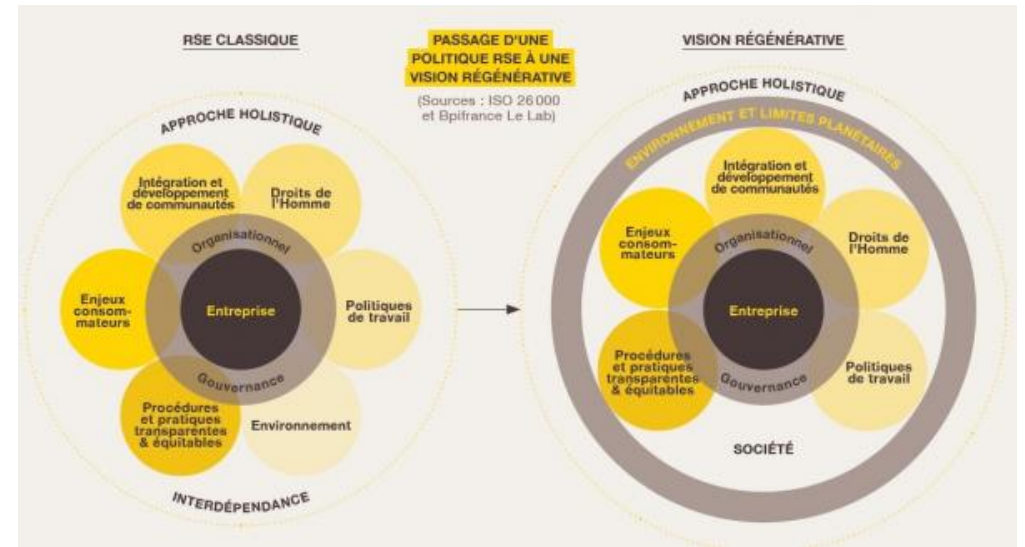 RSE CLASSIQUE
PASSAGE D'UNE
POLITIQUE RSE À UNE
VISION RÉGÉNÉRATIVE
(Sources : ISO 26 000
et Bpifrance Le Lab)
VISION RÉGÉNÉRATIVE
APPROCHE HOLISTIQUE
Intégration et
développement
de communautés
Droits de
l'Homme
Organisationnel
Enjeux
consom-
mateurs
Entreprise
Politiques
de travail
Gouvernance
Procédures
et pratiques
transparentes
& équitables
Environnement
INTERDÉPENDANCE
APPROCHE HOLISTIQUE
ENVIRONNEMENT ET LIMITES PLANÉTAIRES
Intégration et
développement
de communautés
Enjeux
consom-
mateurs
Organisationnel
Droits de
l'Homme
Entreprise
Procédures
et pratiques
transparentes
& équitables
Gouvernance
Politiques
de travail
SOCIÉTÉ